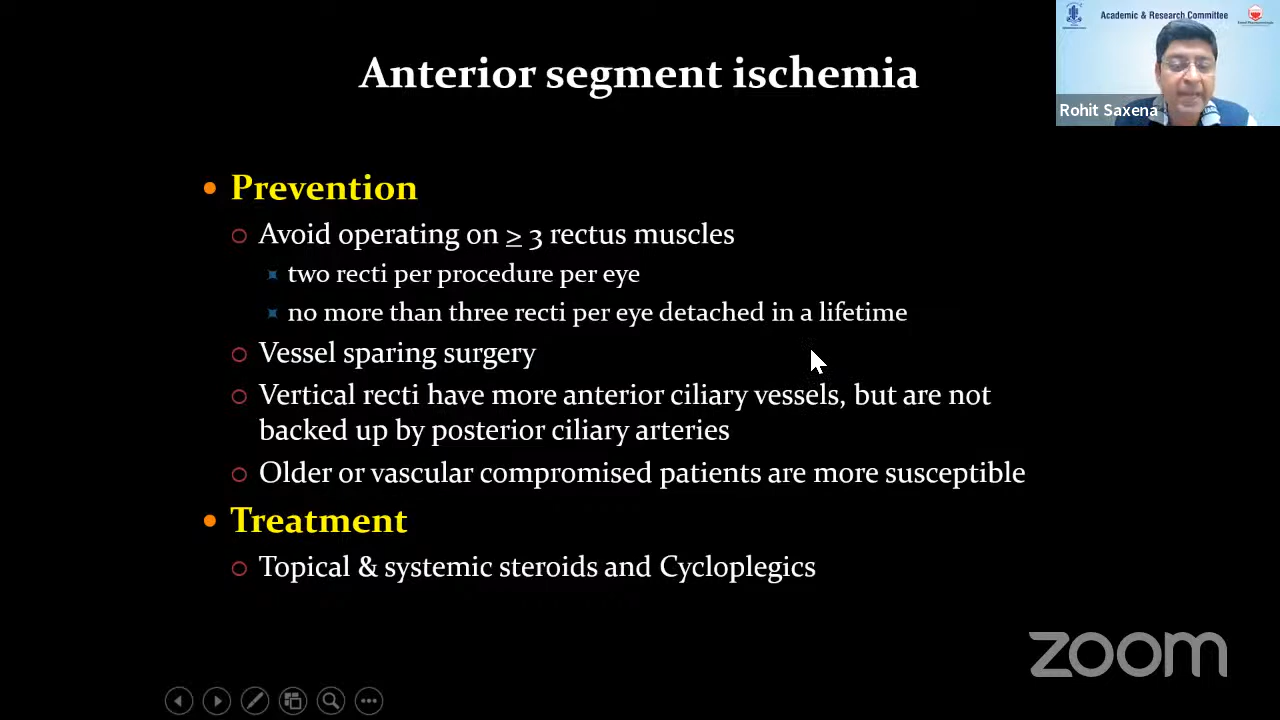 Academic & Research Committee
Rohit Saxena
Anterior segment ischemia
Prevention
Avoid operating on ≥ 3 rectus muscles
two recti per procedure per eye
no more than three recti per eye detached in a lifetime
Vessel sparing surgery
Vertical recti have more anterior ciliary vessels, but are not
backed up by posterior ciliary arteries
Older or vascular compromised patients are more susceptible
Treatment
Topical & systemic steroids and Cycloplegics
zoom